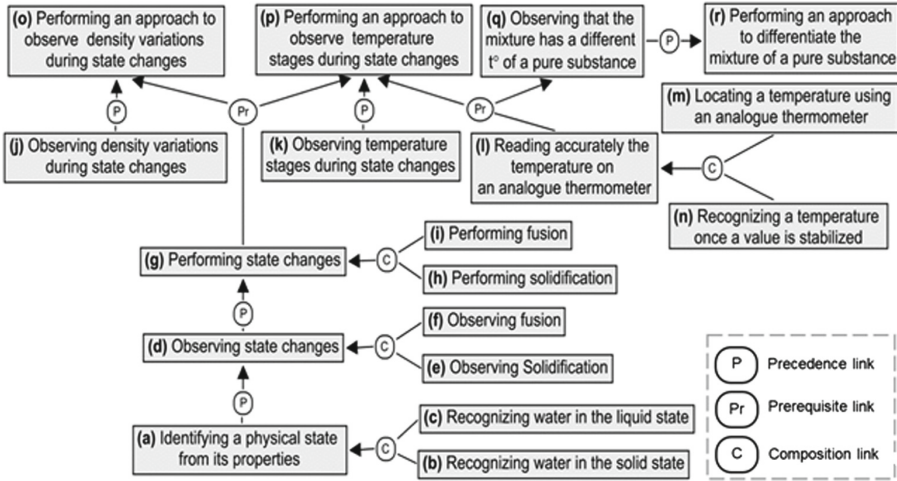 (o) Performing an approach to
observe density variations
during state changes
(p) Performing an approach to
observe temperature
stages during state changes
(q) Observing that the
mixture has a different
t° of a pure substance
P
(r) Performing an approach
to differentiate the
mixture of a pure substance
P
Pr
P
Pr
(m) Locating a temperature using
an analogue thermometer
(j) Observing density variations
during state changes
(k) Observing temperature
stages during state changes
(l) Reading accurately the
temperature on
an analogue thermometer
C
(n) Recognizing a temperature
once a value is stabilized
(i) Performing fusion
(g) Performing state changes
C
(h) Performing solidification
P
(f) Observing fusion
(d) Observing state changes
C
(e) Observing Solidification
P
(c) Recognizing water in the liquid state
(a) Identifying a physical state
from its properties
C
(b) Recognizing water in the solid state
P Precedence link
Pr Prerequisite link
C Composition link